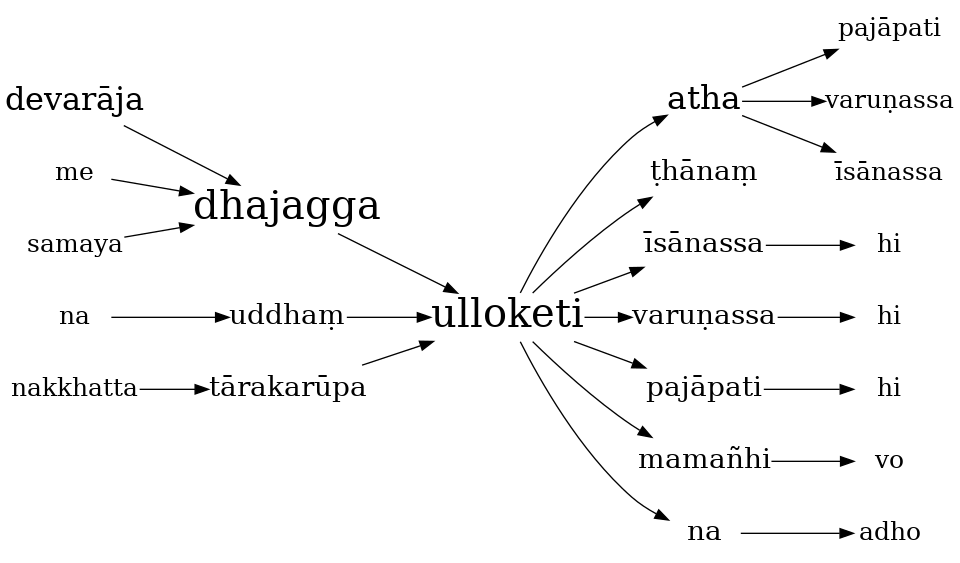 pajāpati
devarāja
atha
varuṇassa
me
ṭhānaṃ
īsānassa
dhajagga
samaya
īsānassa
hi
na
uddhaṃ
ulloketi
varuṇassa
hi
nakkhatta
tārakarūpa
pajāpati
hi
mamañhi
vo
na
adho